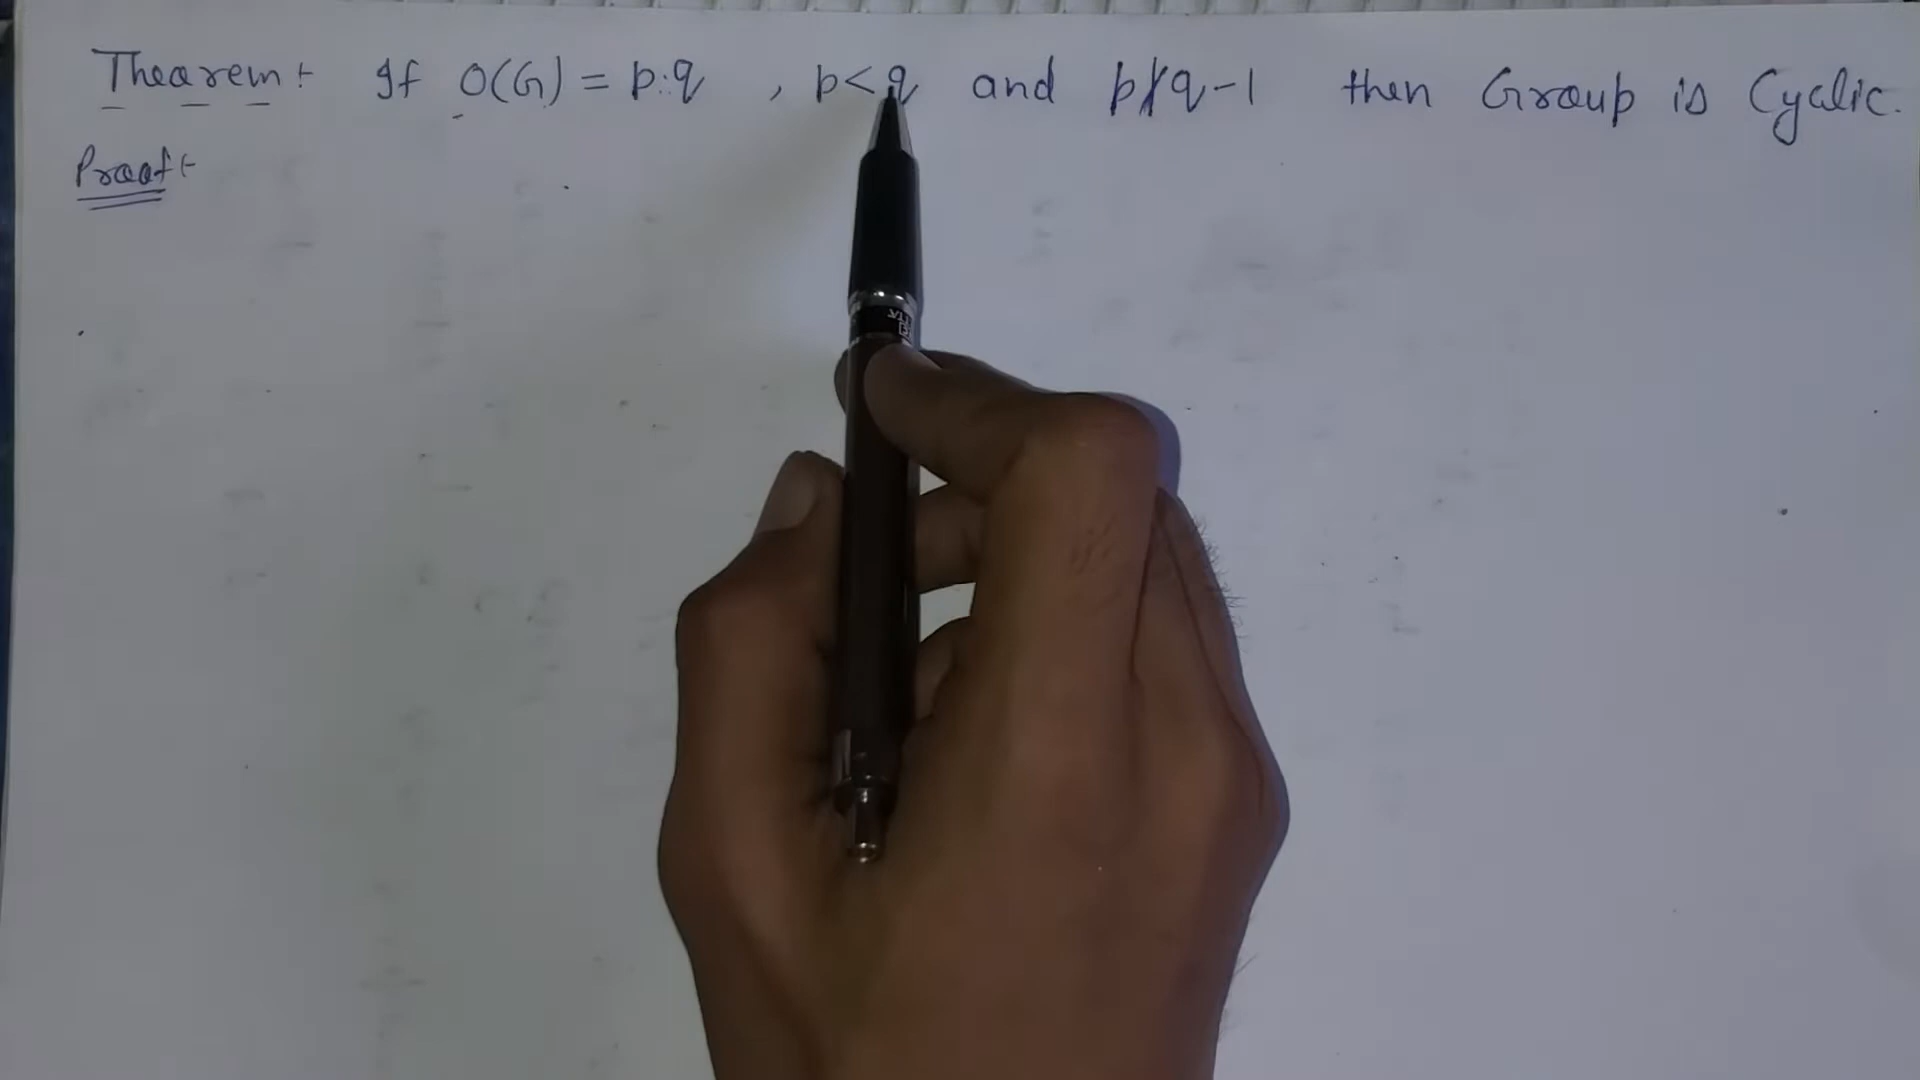 Theorem:- If O(G) = p.q , p<q and p∤q-1 then Group is Cyclic.
Proof:-